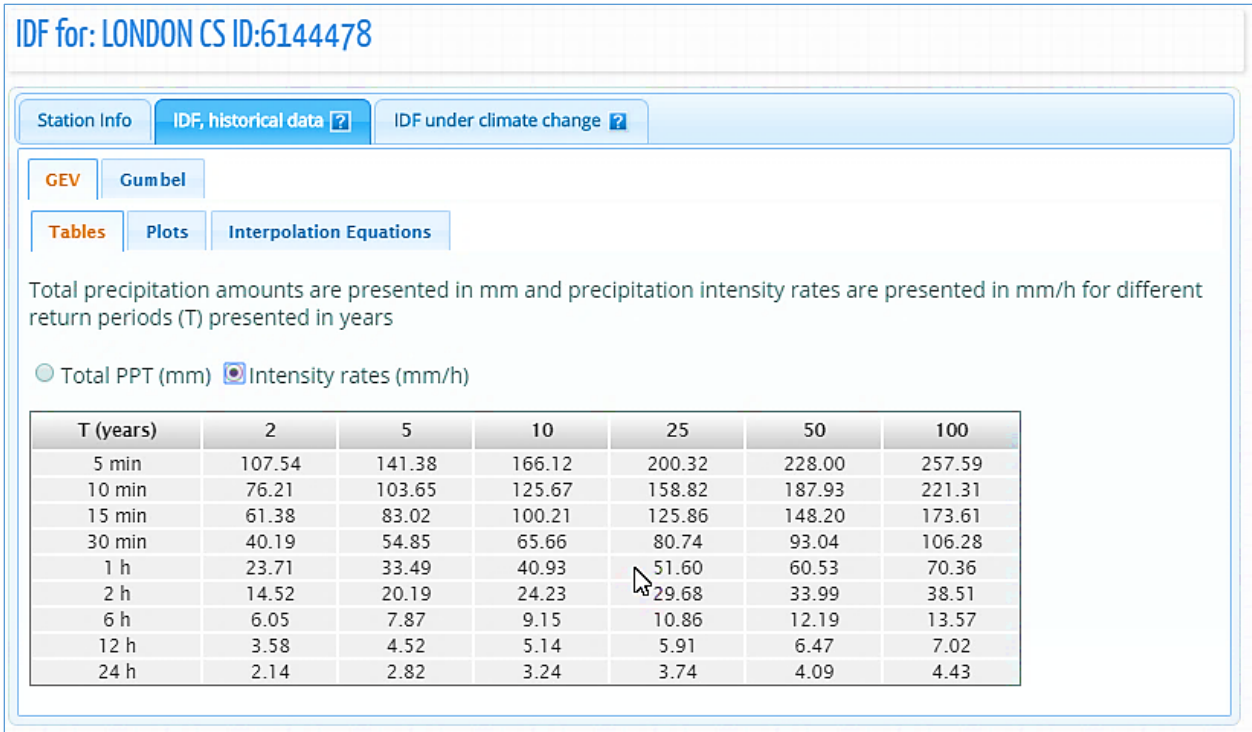 IDF for: LONDON CS ID:6144478
Station Info IDF, historical data ? IDF under climate change ?
GEV Gumbel
Tables Plots Interpolation Equations
Total precipitation amounts are presented in mm and precipitation intensity rates are presented in mm/h for different
return periods (T) presented in years
Total PPT (mm) Intensity rates (mm/h)
T (years) 2 5 10 25 50 100
5 min 107.54 141.38 166.12 200.32 228.00 257.59
10 min 76.21 103.65 125.67 158.82 187.93 221.31
15 min 61.38 83.02 100.21 125.86 148.20 173.61
30 min 40.19 54.85 65.66 80.74 93.04 106.28
1 h 23.71 33.49 40.93 51.60 60.53 70.36
2 h 14.52 20.19 24.23 29.68 33.99 38.51
6 h 6.05 7.87 9.15 10.86 12.19 13.57
12 h 3.58 4.52 5.14 5.91 6.47 7.02
24 h 2.14 2.82 3.24 3.74 4.09 4.43